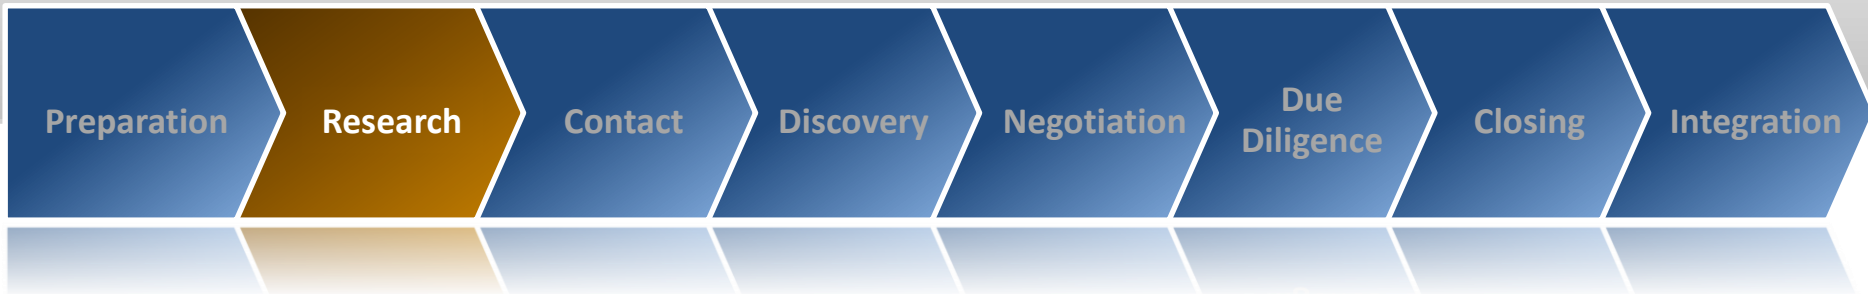 Preparation
Research
Contact
Discovery
Negotiation
Due
Diligence
Closing
Integration